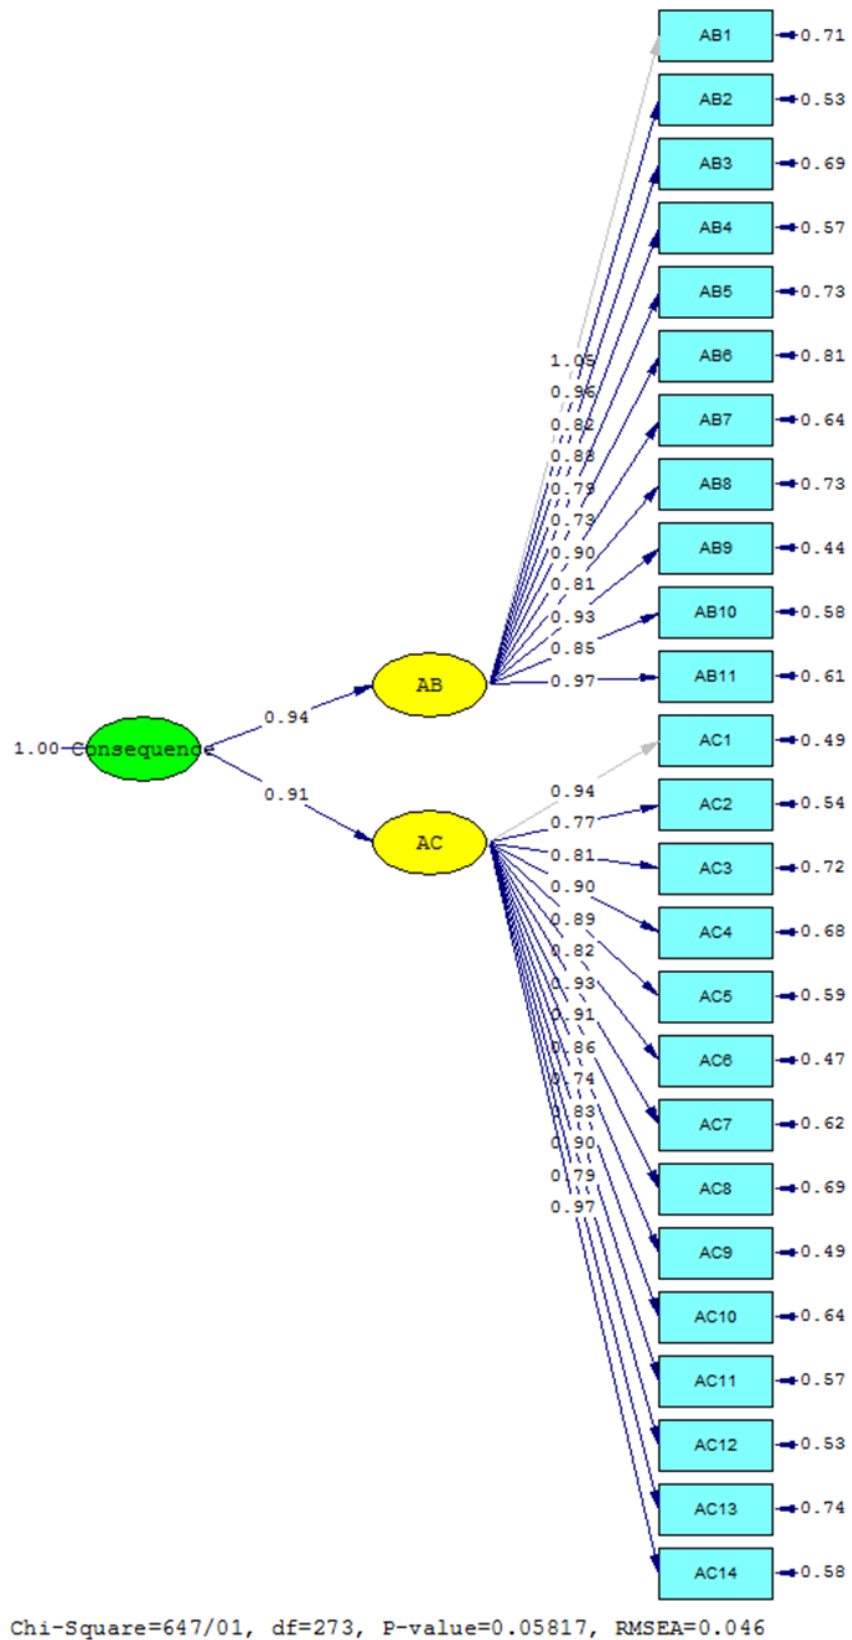 AB1 0.71
AB2 0.53
AB3 0.69
AB4 0.57
AB5 0.73
AB6 0.81
AB7 0.64
AB8 0.73
AB9 0.44
AB10 0.58
AB11 0.61
1.05
0.96
0.82
0.88
0.79
0.73
0.90
0.81
0.93
0.85
0.97
AB
0.94
1.00 Consequence
0.91
AC
AC1 0.49
AC2 0.54
AC3 0.72
AC4 0.68
AC5 0.59
AC6 0.47
AC7 0.62
AC8 0.69
AC9 0.49
AC10 0.64
AC11 0.57
AC12 0.53
AC13 0.74
AC14 0.58
0.94
0.77
0.81
0.90
0.89
0.82
0.93
0.91
0.86
0.74
0.83
0.90
0.79
0.97
Chi-Square=647/01, df=273, P-value=0.05817, RMSEA=0.046